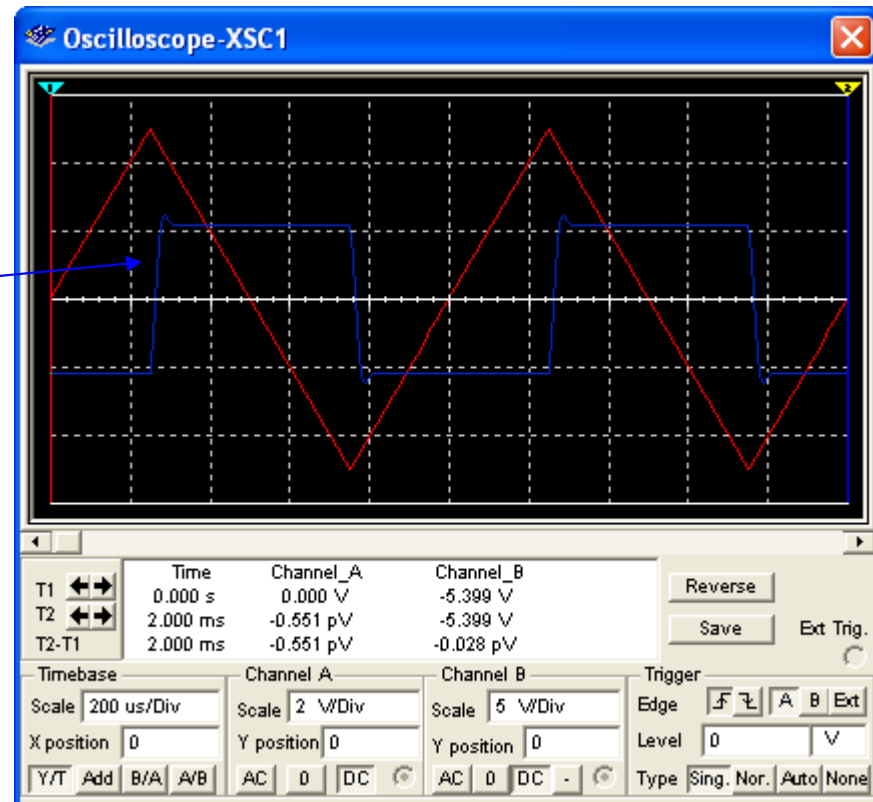 Oscilloscope-XSC1
1 2
Time Channel_A Channel_B
T1 0.000 s 0.000 V -5.399 V
T2 2.000 ms -0.551 pV -5.399 V
T2-T1 2.000 ms -0.551 pV -0.028 pV
Reverse
Save
Ext Trig.
Timebase
Scale 200 us/Div
X position 0
Y/T Add B/A A/B
Channel A
Scale 2 V/Div
Y position 0
AC 0 DC
Channel B
Scale 5 V/Div
Y position 0
AC 0 DC -
Trigger
Edge A B Ext
Level 0 V
Type Sing. Nor. Auto None